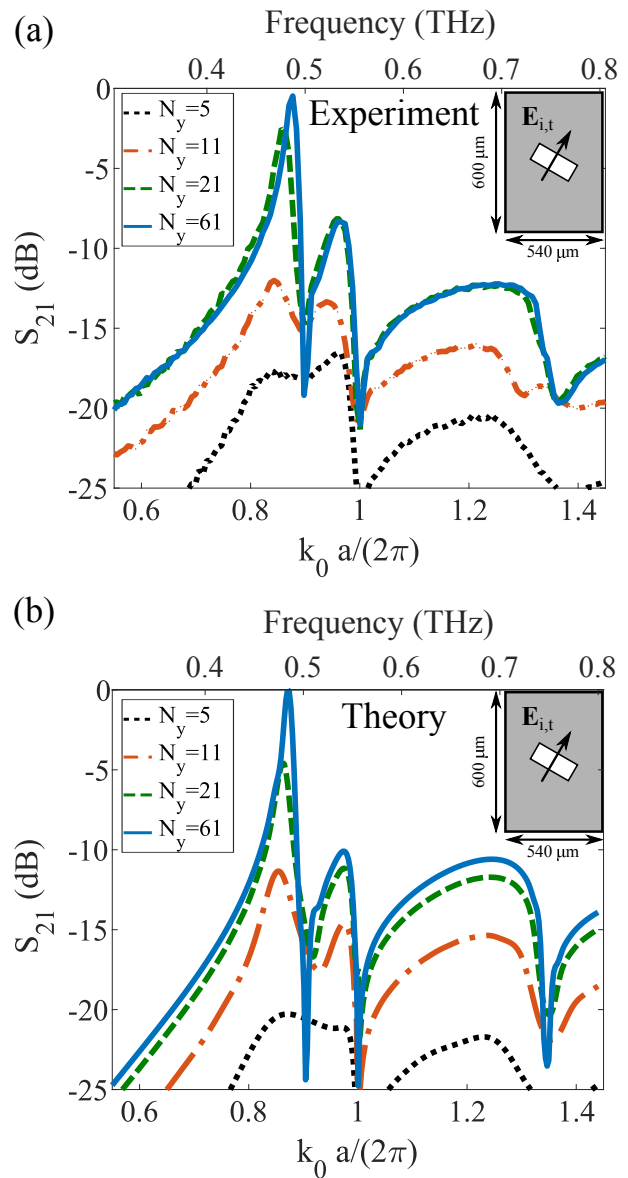 (a)
Frequency (THz)
0.4 0.5 0.6 0.7 0.8
0
-5
-10
-15
-20
-25
S21 (dB)
Ny=5
Ny=11
Ny=21
Ny=61
Experiment
Ei,t
600 μm
540 μm
0.6 0.8 1 1.2 1.4
k0 a/(2π)
(b)
Frequency (THz)
0.4 0.5 0.6 0.7 0.8
0
-5
-10
-15
-20
-25
S21 (dB)
Ny=5
Ny=11
Ny=21
Ny=61
Theory
Ei,t
600 μm
540 μm
0.6 0.8 1 1.2 1.4
k0 a/(2π)